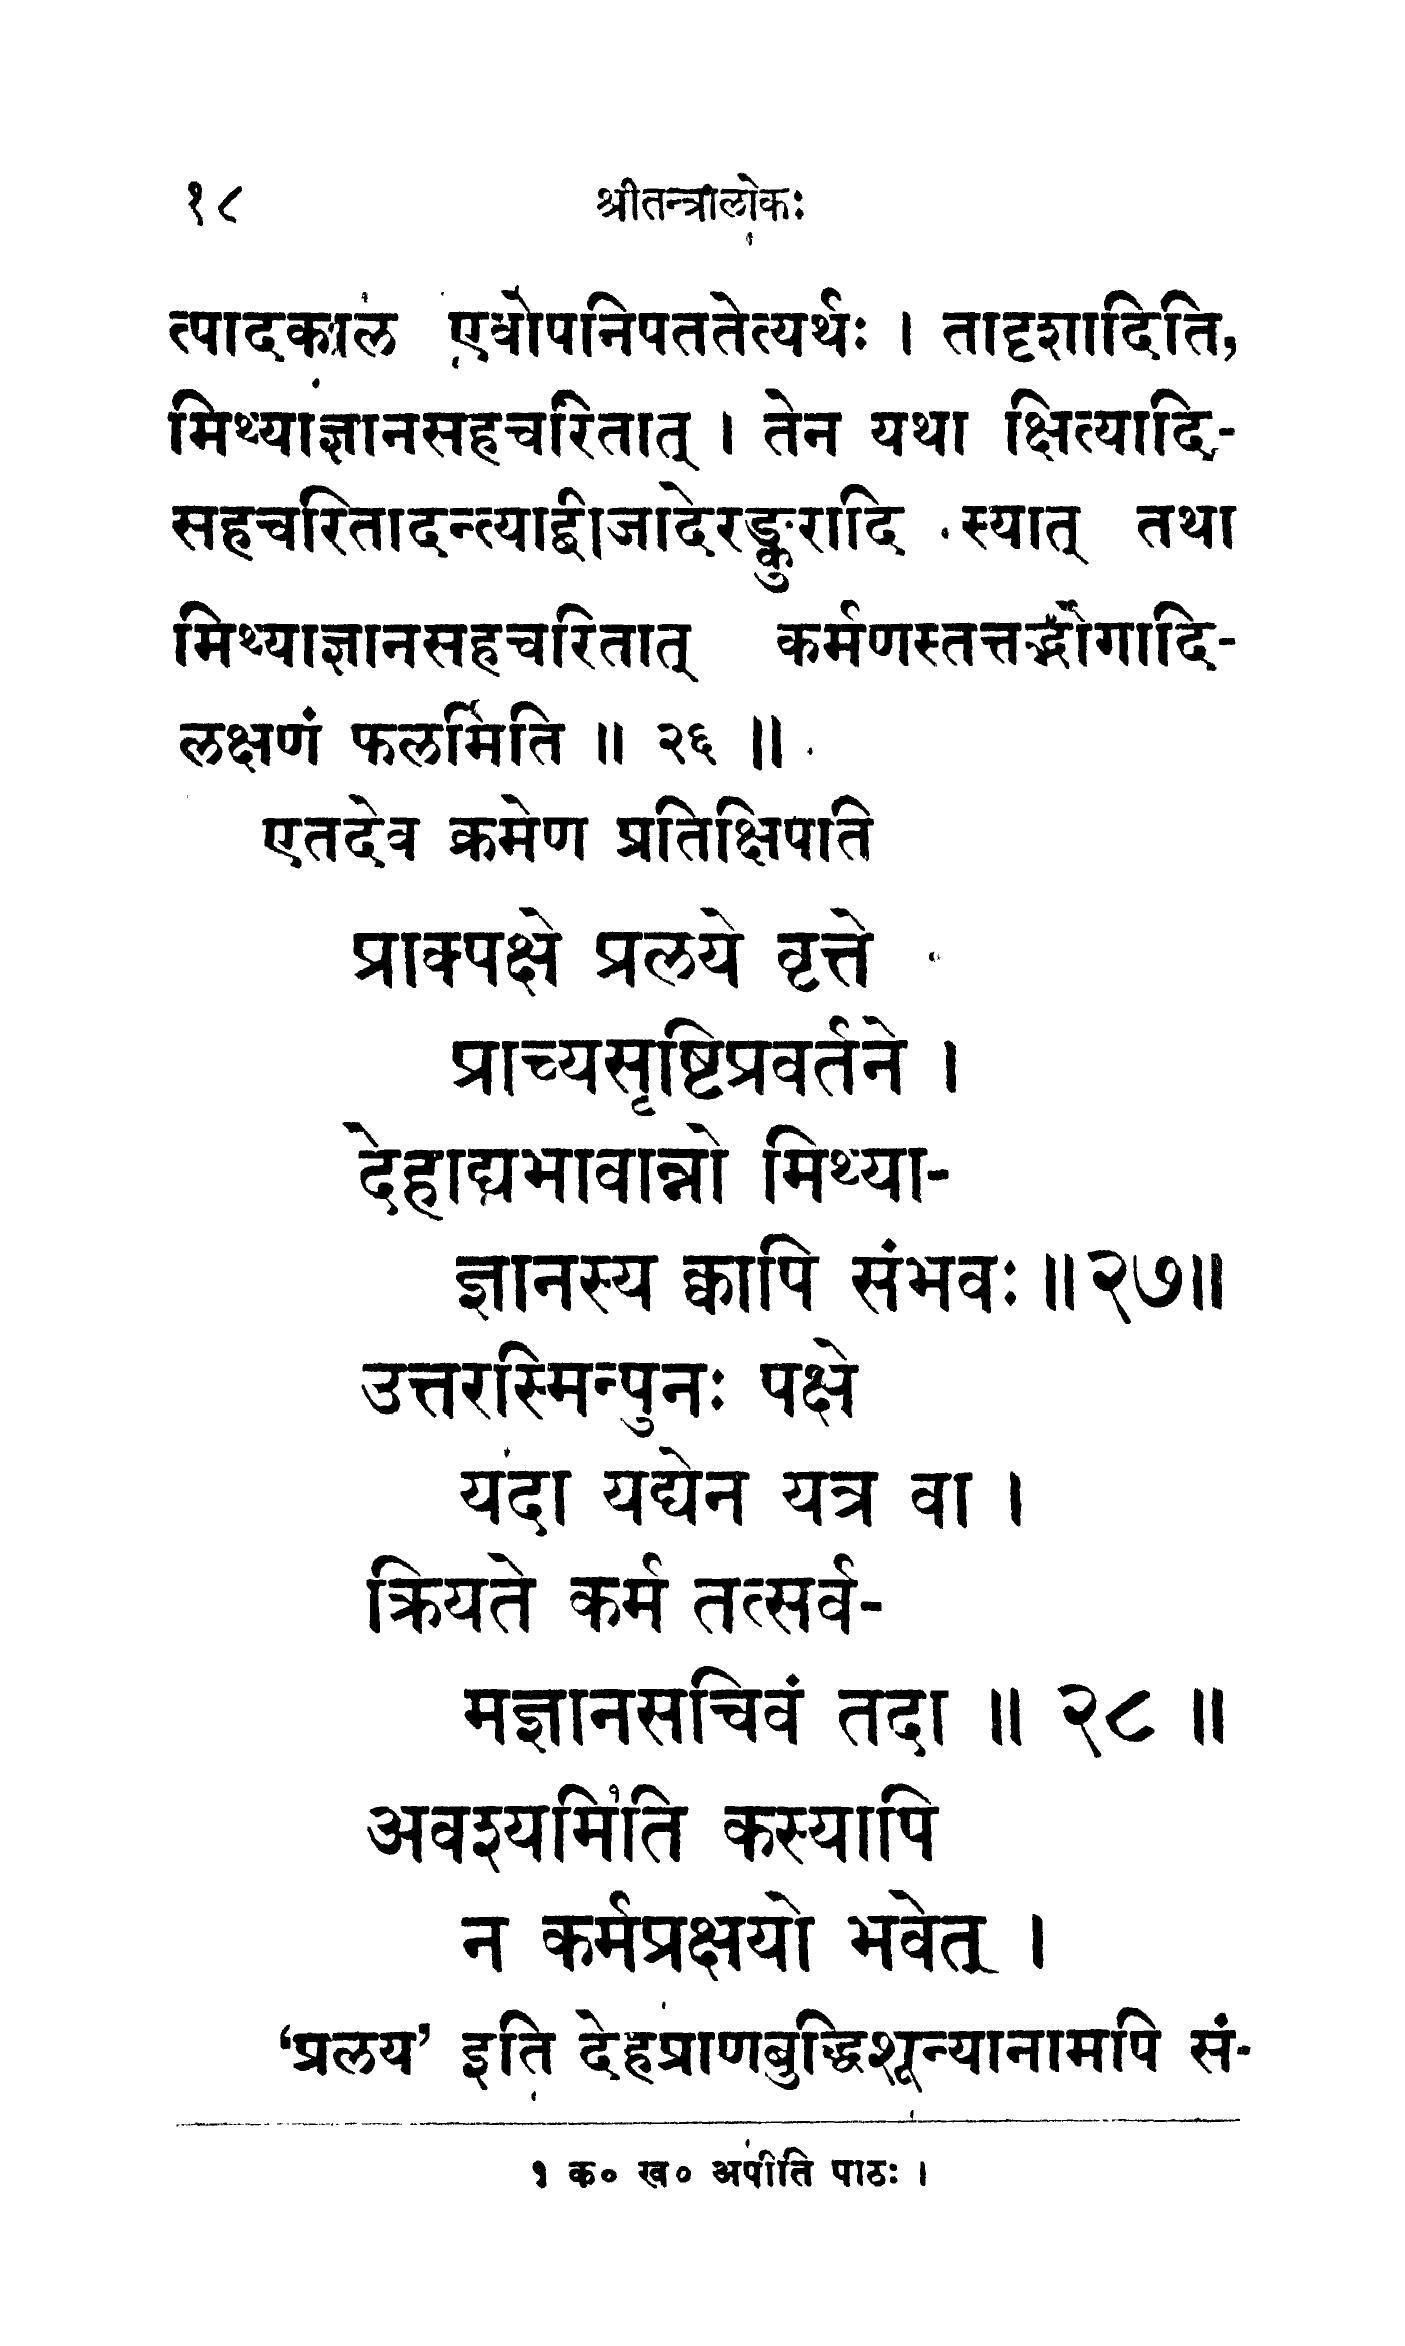 १८ श्रीतन्त्रालोकः
त्पादकाल एवोपनिपततेत्यर्थः । तादृशादिति,
मिथ्याज्ञानसहचरितात् । तेन यथा क्षित्यादि-
सहचरितादन्त्याद्बीजादेरङ्कुरादि स्यात् तथा
मिथ्याज्ञानसहचरितात् कर्मणस्तत्तद्भोगादि-
लक्षणं फलमिति ॥ २६ ॥
एतदेव क्रमेण प्रतिक्षिपति
प्राक्पक्षे प्रलये वृत्ते
प्राच्यसृष्टिप्रवर्तने ।
देहाद्यभावान्नो मिथ्या-
ज्ञानस्य क्वापि संभवः ॥ २७॥
उत्तरस्मिन्पुनः पक्षे
यदा यद्येन यत्र वा ।
क्रियते कर्म तत्सर्व-
मज्ञानसचिवं तदा ॥ २८ ॥
अवश्यमि१ति कस्यापि
न कर्मप्रक्षयो भवेत् ।
‘प्रलय’ इति देहप्राणबुद्धिशून्यानामपि सं-
१ क० ख० अपीति पाठः ।